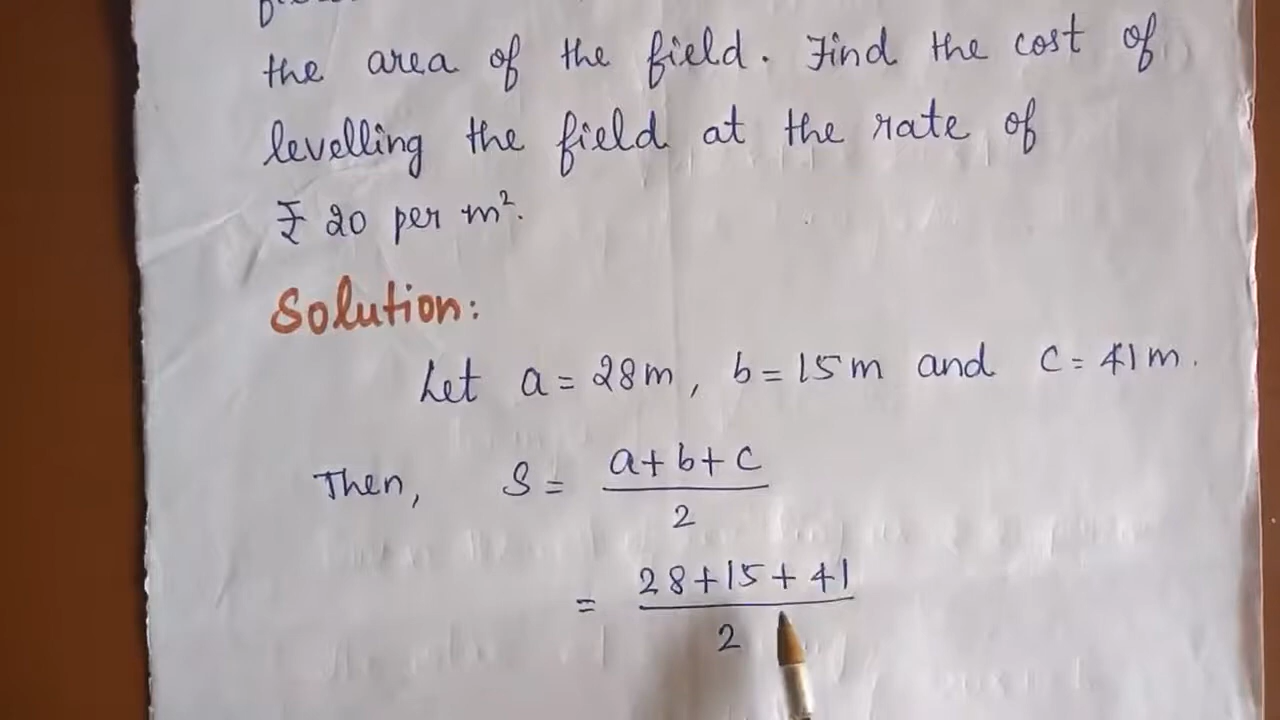 the area of the field. Find the cost of
levelling the field at the rate of
₹ 20 per m².
Solution:
Let a = 28m, b = 15m and c = 41m.
Then, S = a+b+c / 2
= 28+15+41 / 2